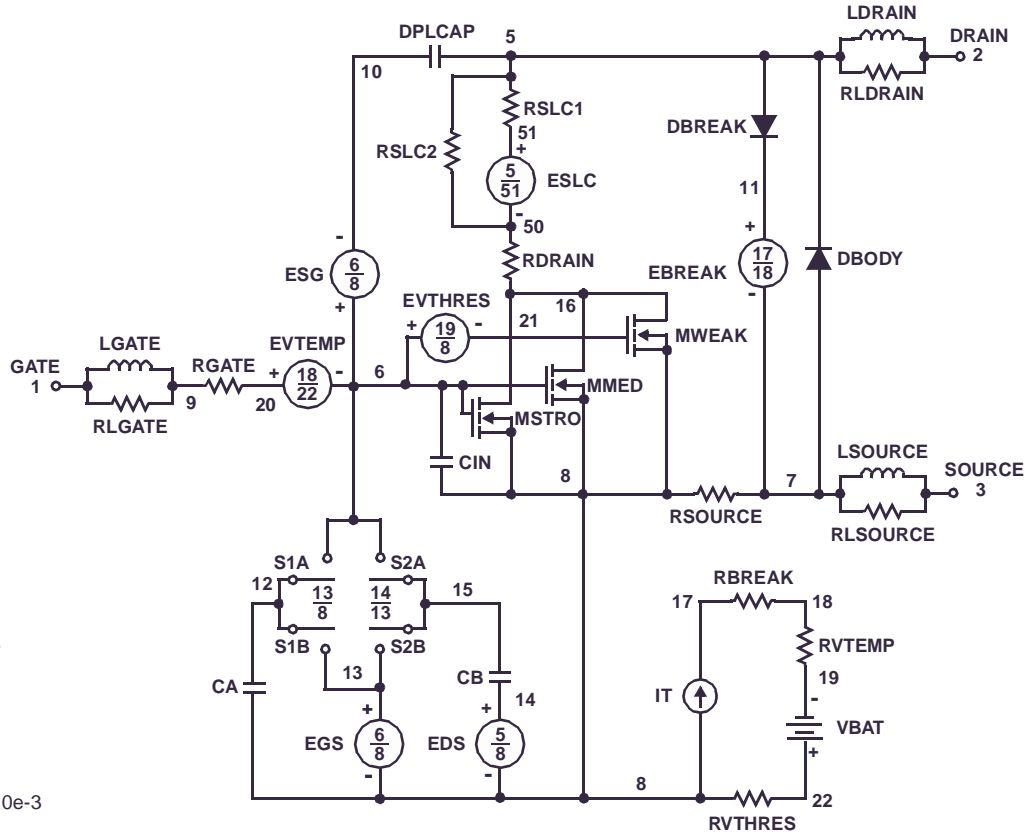 LDRAIN
DPLCAP
5
DRAIN
2
10
RLDRAIN
RSLC1
51
DBREAK
RSLC2
+
5
51
ESLC
11
-
50
+
-
RDRAIN
17
18
DBODY
ESG
6
8
EBREAK
EVTHRES
16
-
+
+
19
8
-
21
MWEAK
LGATE
EVTEMP
GATE
1
RGATE
+
18
22
-
6
MMED
9
20
MSTRO
RLGATE
LSOURCE
CIN
8
7
SOURCE
3
RSOURCE
RLSOURCE
S1A
S2A
12
13
8
14
13
15
RBREAK
17
18
S1B
S2B
RVTEMP
13
CB
19
CA
14
IT
-
+
+
VBAT
EGS
6
8
EDS
5
8
+
-
-
8
22
0e-3
RVTHRES